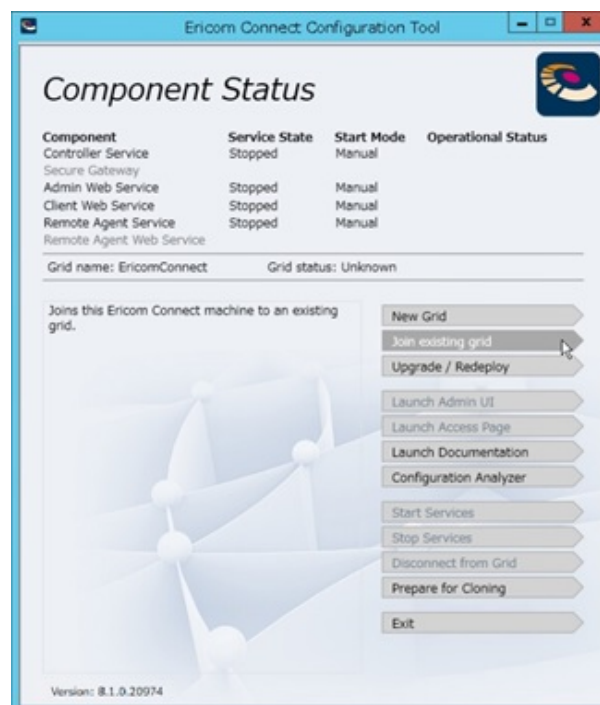 Ericom Connect Configuration Tool
Component Status
Component Service State Start Mode Operational Status
Controller Service Stopped Manual
Secure Gateway
Admin Web Service Stopped Manual
Client Web Service Stopped Manual
Remote Agent Service Stopped Manual
Remote Agent Web Service
Grid name: EricomConnect Grid status: Unknown
Joins this Ericom Connect machine to an existing
grid.
New Grid
Join existing grid
Upgrade / Redeploy
Launch Admin UI
Launch Access Page
Launch Documentation
Configuration Analyzer
Start Services
Stop Services
Disconnect from Grid
Prepare for Cloning
Exit
Version: 8.1.0.20974